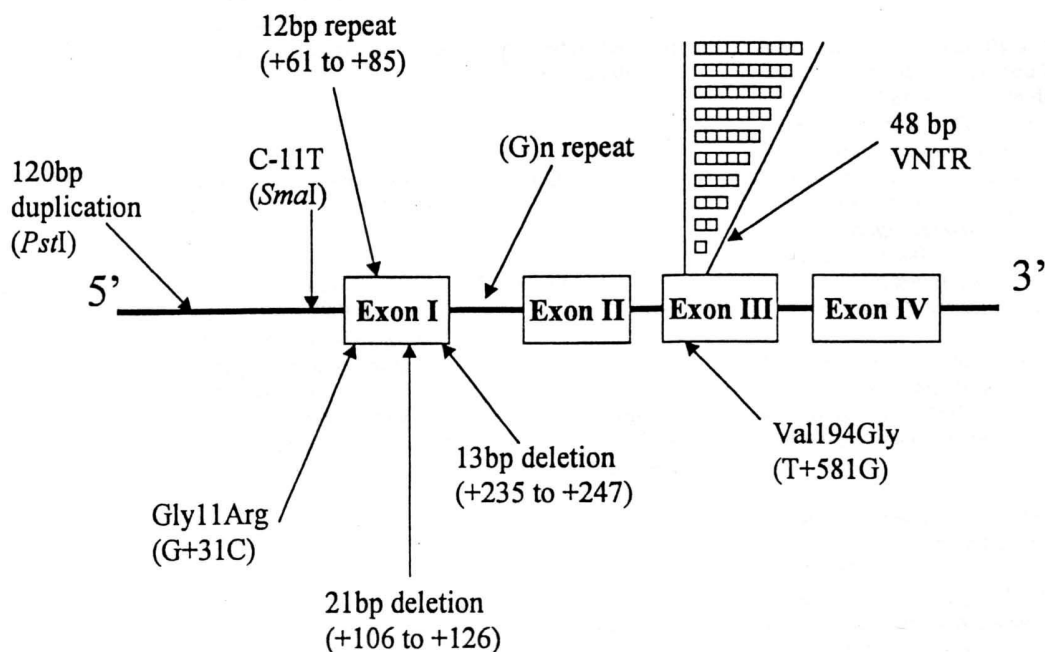 12bp repeat
(+61 to +85)
120bp
duplication
(PstI)
C-11T
(SmaI)
(G)n repeat
48 bp
VNTR
5’
3’
Exon I
Exon II
Exon III
Exon IV
Gly11Arg
(G+31C)
21bp deletion
(+106 to +126)
13bp deletion
(+235 to +247)
Val194Gly
(T+581G)